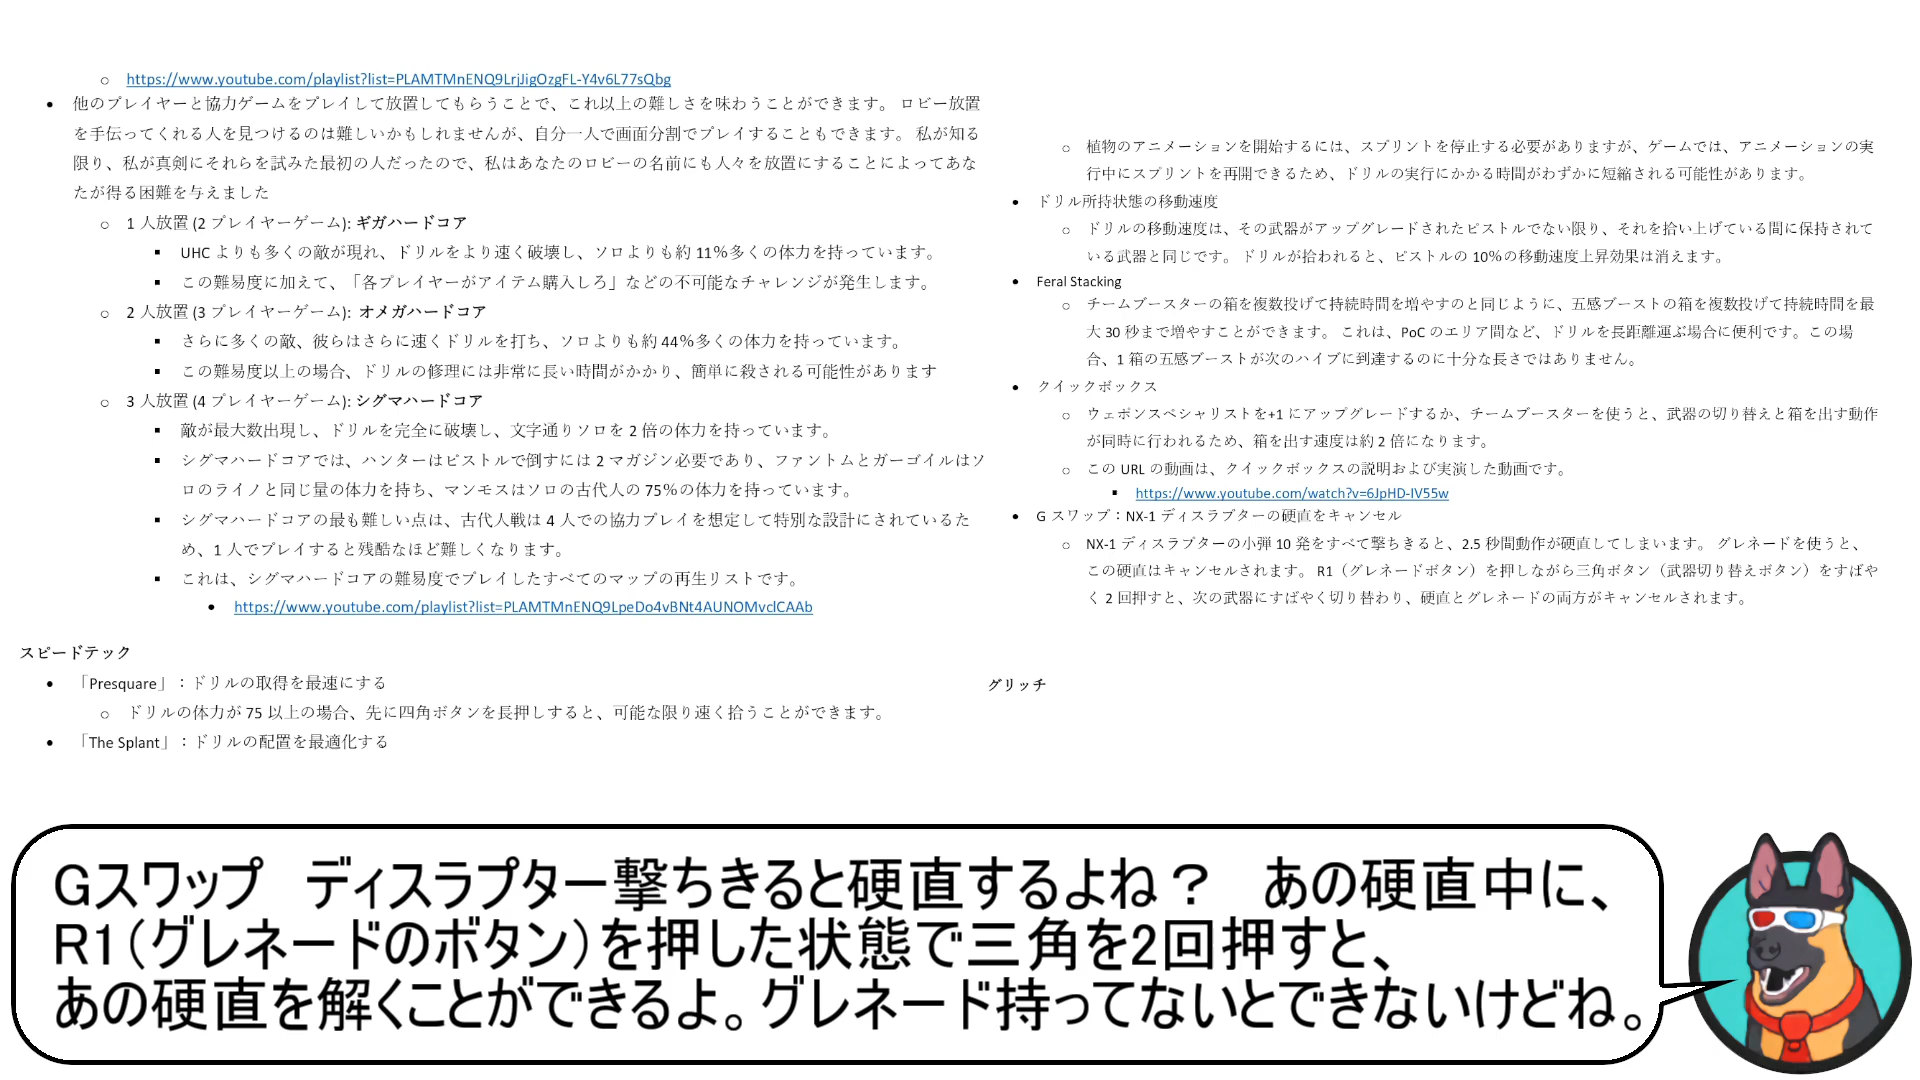 ○ https://www.youtube.com/playlist?list=PLAMTMnENQ9LrjJigOzgFL-Y4v6L77sQbg
• 他のプレイヤーと協力ゲームをプレイして放置してもらうことで、これ以上の難しさを味わうことができます。 ロビー放置
を手伝ってくれる人を見つけるのは難しいかもしれませんが、自分一人で画面分割でプレイすることもできます。 私が知る
限り、私が真剣にそれらを試みた最初の人だったので、私はあなたのロビーの名前にも人々を放置にすることによってあな
たが得る困難を与えました
○ 1 人放置 (2 プレイヤーゲーム): ギガハードコア
▪ UHC よりも多くの敵が現れ、ドリルをより速く破壊し、ソロよりも約 11%多くの体力を持っています。
▪ この難易度に加えて、「各プレイヤーがアイテム購入しろ」などの不可能なチャレンジが発生します。
○ 2 人放置 (3 プレイヤーゲーム): オメガハードコア
▪ さらに多くの敵、彼らはさらに速くドリルを打ち、ソロよりも約 44%多くの体力を持っています。
▪ この難易度以上の場合、ドリルの修理には非常に長い時間がかかり、簡単に殺される可能性があります
○ 3 人放置 (4 プレイヤーゲーム): シグマハードコア
▪ 敵が最大数出現し、ドリルを完全に破壊し、文字通りソロを 2 倍の体力を持っています。
▪ シグマハードコアでは、ハンターはピストルで倒すには 2 マガジン必要であり、ファントムとガーゴイルはソ
ロのライノと同じ量の体力を持ち、マンモスはソロの古代人の 75%の体力を持っています。
▪ シグマハードコアの最も難しい点は、古代人戦は 4 人での協力プレイを想定して特別な設計にされているた
め、1 人でプレイすると残酷なほど難しくなります。
▪ これは、シグマハードコアの難易度でプレイしたすべてのマップの再生リストです。
• https://www.youtube.com/playlist?list=PLAMTMnENQ9LpeDo4vBNt4AUNOMvclCAAb
スピードテック
• 「Presquare」：ドリルの取得を最速にする
○ ドリルの体力が 75 以上の場合、先に四角ボタンを長押しすると、可能な限り速く拾うことができます。
• 「The Splant」：ドリルの配置を最適化する
○ 植物のアニメーションを開始するには、スプリントを停止する必要がありますが、ゲームでは、アニメーションの実
行中にスプリントを再開できるため、ドリルの実行にかかる時間がわずかに短縮される可能性があります。
• ドリル所持状態の移動速度
○ ドリルの移動速度は、その武器がアップグレードされたピストルでない限り、それを拾い上げている間に保持されて
いる武器と同じです。 ドリルが拾われると、ピストルの 10%の移動速度上昇効果は消えます。
• Feral Stacking
○ チームブースターの箱を複数投げて持続時間を増やすのと同じように、五感ブーストの箱を複数投げて持続時間を最
大 30 秒まで増やすことができます。 これは、PoC のエリア間など、ドリルを長距離運ぶ場合に便利です。この場
合、1 箱の五感ブーストが次のハイブに到達するのに十分な長さではありません。
• クイックボックス
○ ウェポンスペシャリストを+1 にアップグレードするか、チームブースターを使うと、武器の切り替えと箱を出す動作
が同時に行われるため、箱を出す速度は約 2 倍になります。
○ この URL の動画は、クイックボックスの説明および実演した動画です。
▪ https://www.youtube.com/watch?v=6JpHD-IV55w
• G スワップ：NX-1 ディスラプターの硬直をキャンセル
○ NX-1 ディスラプターの小弾 10 発をすべて撃ちきると、2.5 秒間動作が硬直してしまいます。 グレネードを使うと、
この硬直はキャンセルされます。 R1（グレネードボタン）を押しながら三角ボタン（武器切り替えボタン）をすばや
く 2 回押すと、次の武器にすばやく切り替わり、硬直とグレネードの両方がキャンセルされます。
グリッチ
Gスワップ　ディスラプター撃ちきると硬直するよね？　あの硬直中に、
R1（グレネードのボタン）を押した状態で三角を2回押すと、
あの硬直を解くことができるよ。グレネード持ってないとできないけどね。